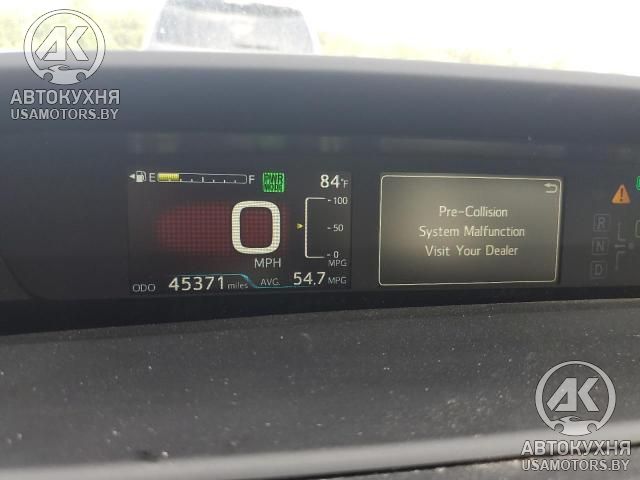 АК
АВТОКУХНЯ
USAMOTORS.BY
E F
PWR
MODE
84°F
100
50
0
MPG
0
MPH
ODO 45371 miles AVG. 54.7 MPG
Pre-Collision
System Malfunction
Visit Your Dealer
R
N
D
АК
АВТОКУХНЯ
USAMOTORS.BY